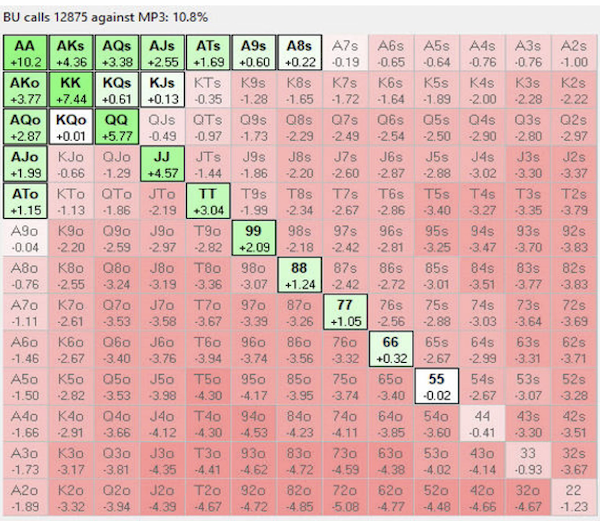 BU calls 12875 against MP3: 10.8%
AA AKs AQs AJs ATs A9s A8s A7s A6s A5s A4s A3s A2s
+10.2 +4.36 +3.38 +2.55 +1.69 +0.60 +0.22 -0.19 -0.65 -0.64 -0.76 -0.76 -1.00
AKo KK KQs KJs KTs K9s K8s K7s K6s K5s K4s K3s K2s
+3.77 +7.44 +0.61 +0.13 -0.35 -1.28 -1.65 -1.72 -1.64 -1.89 -2.00 -2.28 -2.22
AQo KQo QQ QJs QTs Q9s Q8s Q7s Q6s Q5s Q4s Q3s Q2s
+2.87 +0.01 +5.77 -0.49 -0.97 -1.73 -2.29 -2.49 -2.54 -2.50 -2.90 -2.80 -2.97
AJo KJo QJo JJ JTs J9s J8s J7s J6s J5s J4s J3s J2s
+1.99 -0.66 -1.29 +4.57 -1.44 -1.86 -2.20 -2.60 -2.87 -2.88 -3.02 -3.30 -3.37
ATo KTo QTo JTo TT T9s T8s T7s T6s T5s T4s T3s T2s
+1.15 -1.13 -1.86 -2.19 +3.04 -1.99 -2.34 -2.67 -2.86 -3.40 -3.27 -3.35 -3.79
A9o K9o Q9o J9o T9o 99 98s 97s 96s 95s 94s 93s 92s
-0.04 -2.20 -2.59 -2.97 -2.82 +2.09 -2.18 -2.42 -2.81 -3.25 -3.47 -3.70 -3.83
A8o K8o Q8o J8o T8o 98o 88 87s 86s 85s 84s 83s 82s
-0.76 -2.55 -3.24 -3.19 -3.36 -3.07 +1.24 -2.42 -2.72 -3.01 -3.51 -3.77 -3.83
A7o K7o Q7o J7o T7o 97o 87o 77 76s 75s 74s 73s 72s
-1.11 -2.61 -3.53 -3.58 -3.67 -3.39 -3.26 +1.05 -2.56 -2.88 -3.03 -3.64 -3.69
A6o K6o Q6o J6o T6o 96o 86o 76o 66 65s 64s 63s 62s
-1.46 -2.67 -3.40 -3.76 -3.94 -3.74 -3.56 -3.32 +0.32 -2.67 -2.99 -3.31 -3.71
A5o K5o Q5o J5o T5o 95o 85o 75o 65o 55 54s 53s 52s
-1.50 -2.82 -3.53 -3.98 -4.30 -4.17 -3.95 -3.74 -3.40 -0.02 -2.67 -3.07 -3.28
A4o K4o Q4o J4o T4o 94o 84o 74o 64o 54o 44 43s 42s
-1.66 -2.91 -3.66 -4.12 -4.30 -4.53 -4.23 -4.11 -3.85 -3.60 -0.41 -3.30 -3.51
A3o K3o Q3o J3o T3o 93o 83o 73o 63o 53o 43o 33 32s
-1.73 -3.17 -3.81 -4.35 -4.41 -4.62 -4.72 -4.59 -4.38 -4.02 -4.14 -0.93 -3.67
A2o K2o Q2o J2o T2o 92o 82o 72o 62o 52o 42o 32o 22
-1.89 -3.32 -3.94 -4.39 -4.67 -4.72 -4.85 -5.08 -4.77 -4.48 -4.66 -4.67 -1.23